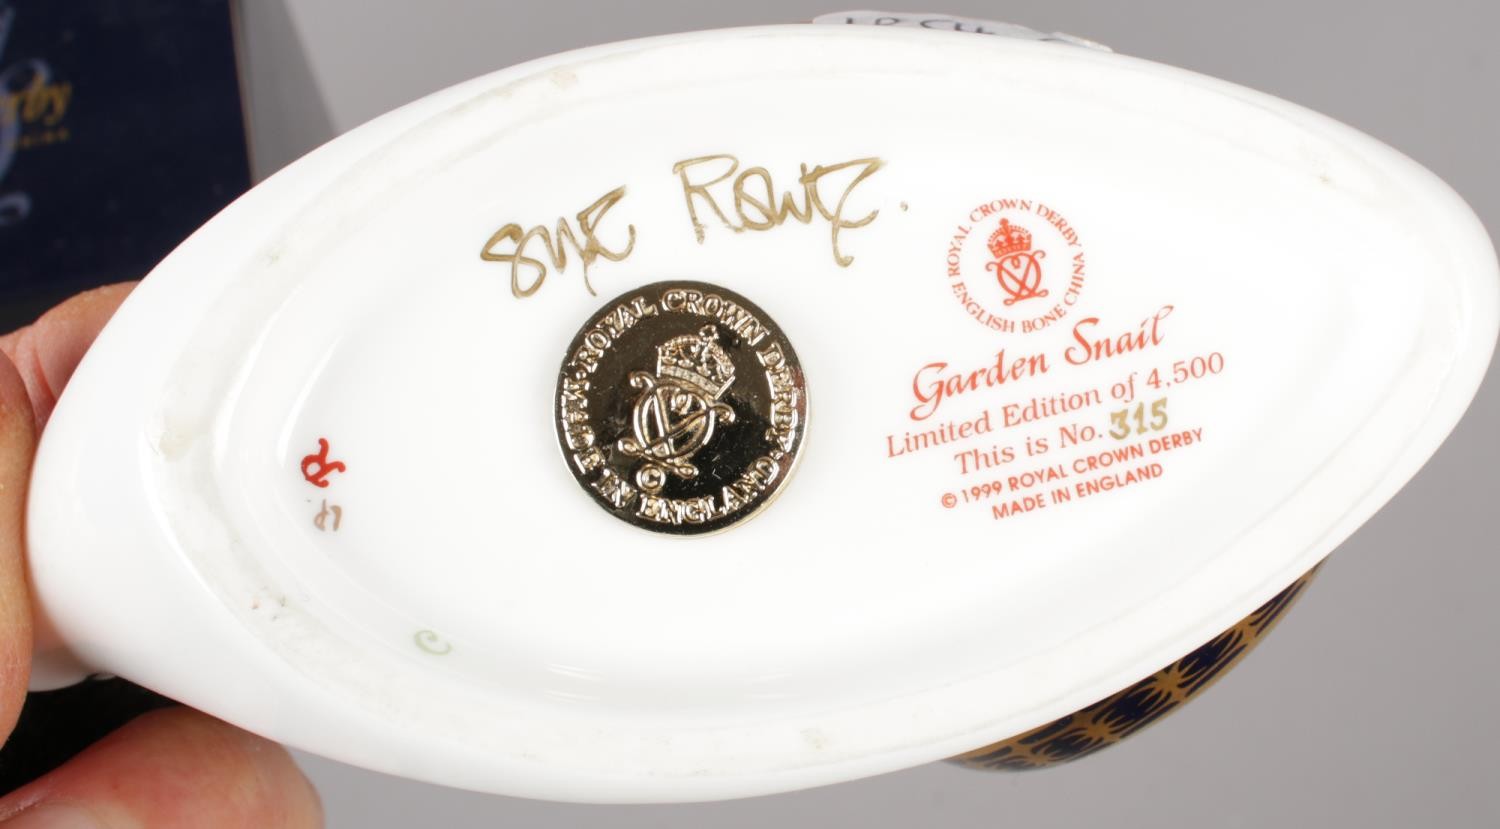 Sue Rowe.
ROYAL CROWN DERBY
ENGLISH BONE CHINA
Garden Snail
Limited Edition of 4,500
This is No. 315
© 1999 ROYAL CROWN DERBY
MADE IN ENGLAND
·ROYAL CROWN DERBY·
MADE IN ENGLAND
©
LP
C